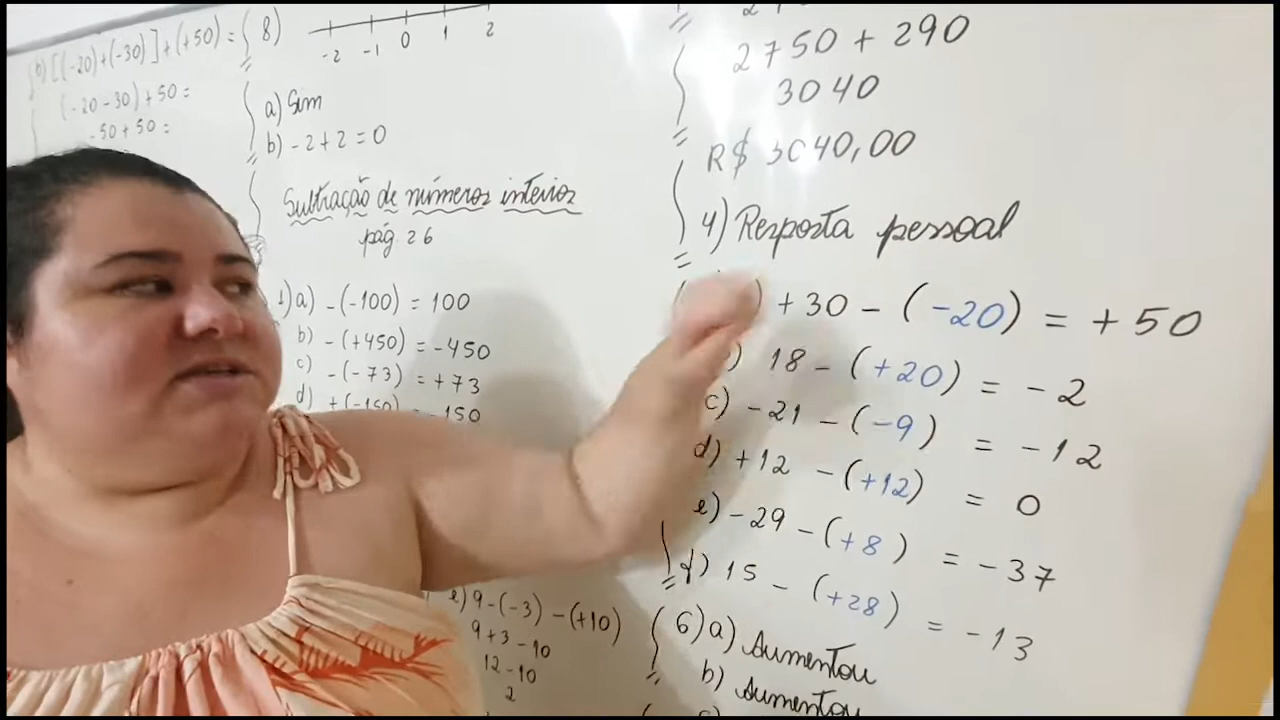 b) [(-20)+(-30)]+(+50)=
(-20-30)+50=
-50+50=
8)
-2 -1 0 1 2
a) Sim
b) -2+2=0
Subtração de números inteiros
pág. 26
1) a) -(-100) = 100
b) -(+450) = -450
c) -(-73) = +73
d) +(-150) = -150
e) 9-(-3)-(+10)
9+3-10
12-10
2
2750 + 290
3040
R$ 3040,00
4) Resposta pessoal
) +30 - (-20) = +50
) 18 - (+20) = -2
c) -21 - (-9) = -12
d) +12 - (+12) = 0
e) -29 - (+8) = -37
f) 15 - (+28) = -13
6) a) Aumentou
b) Aumentou